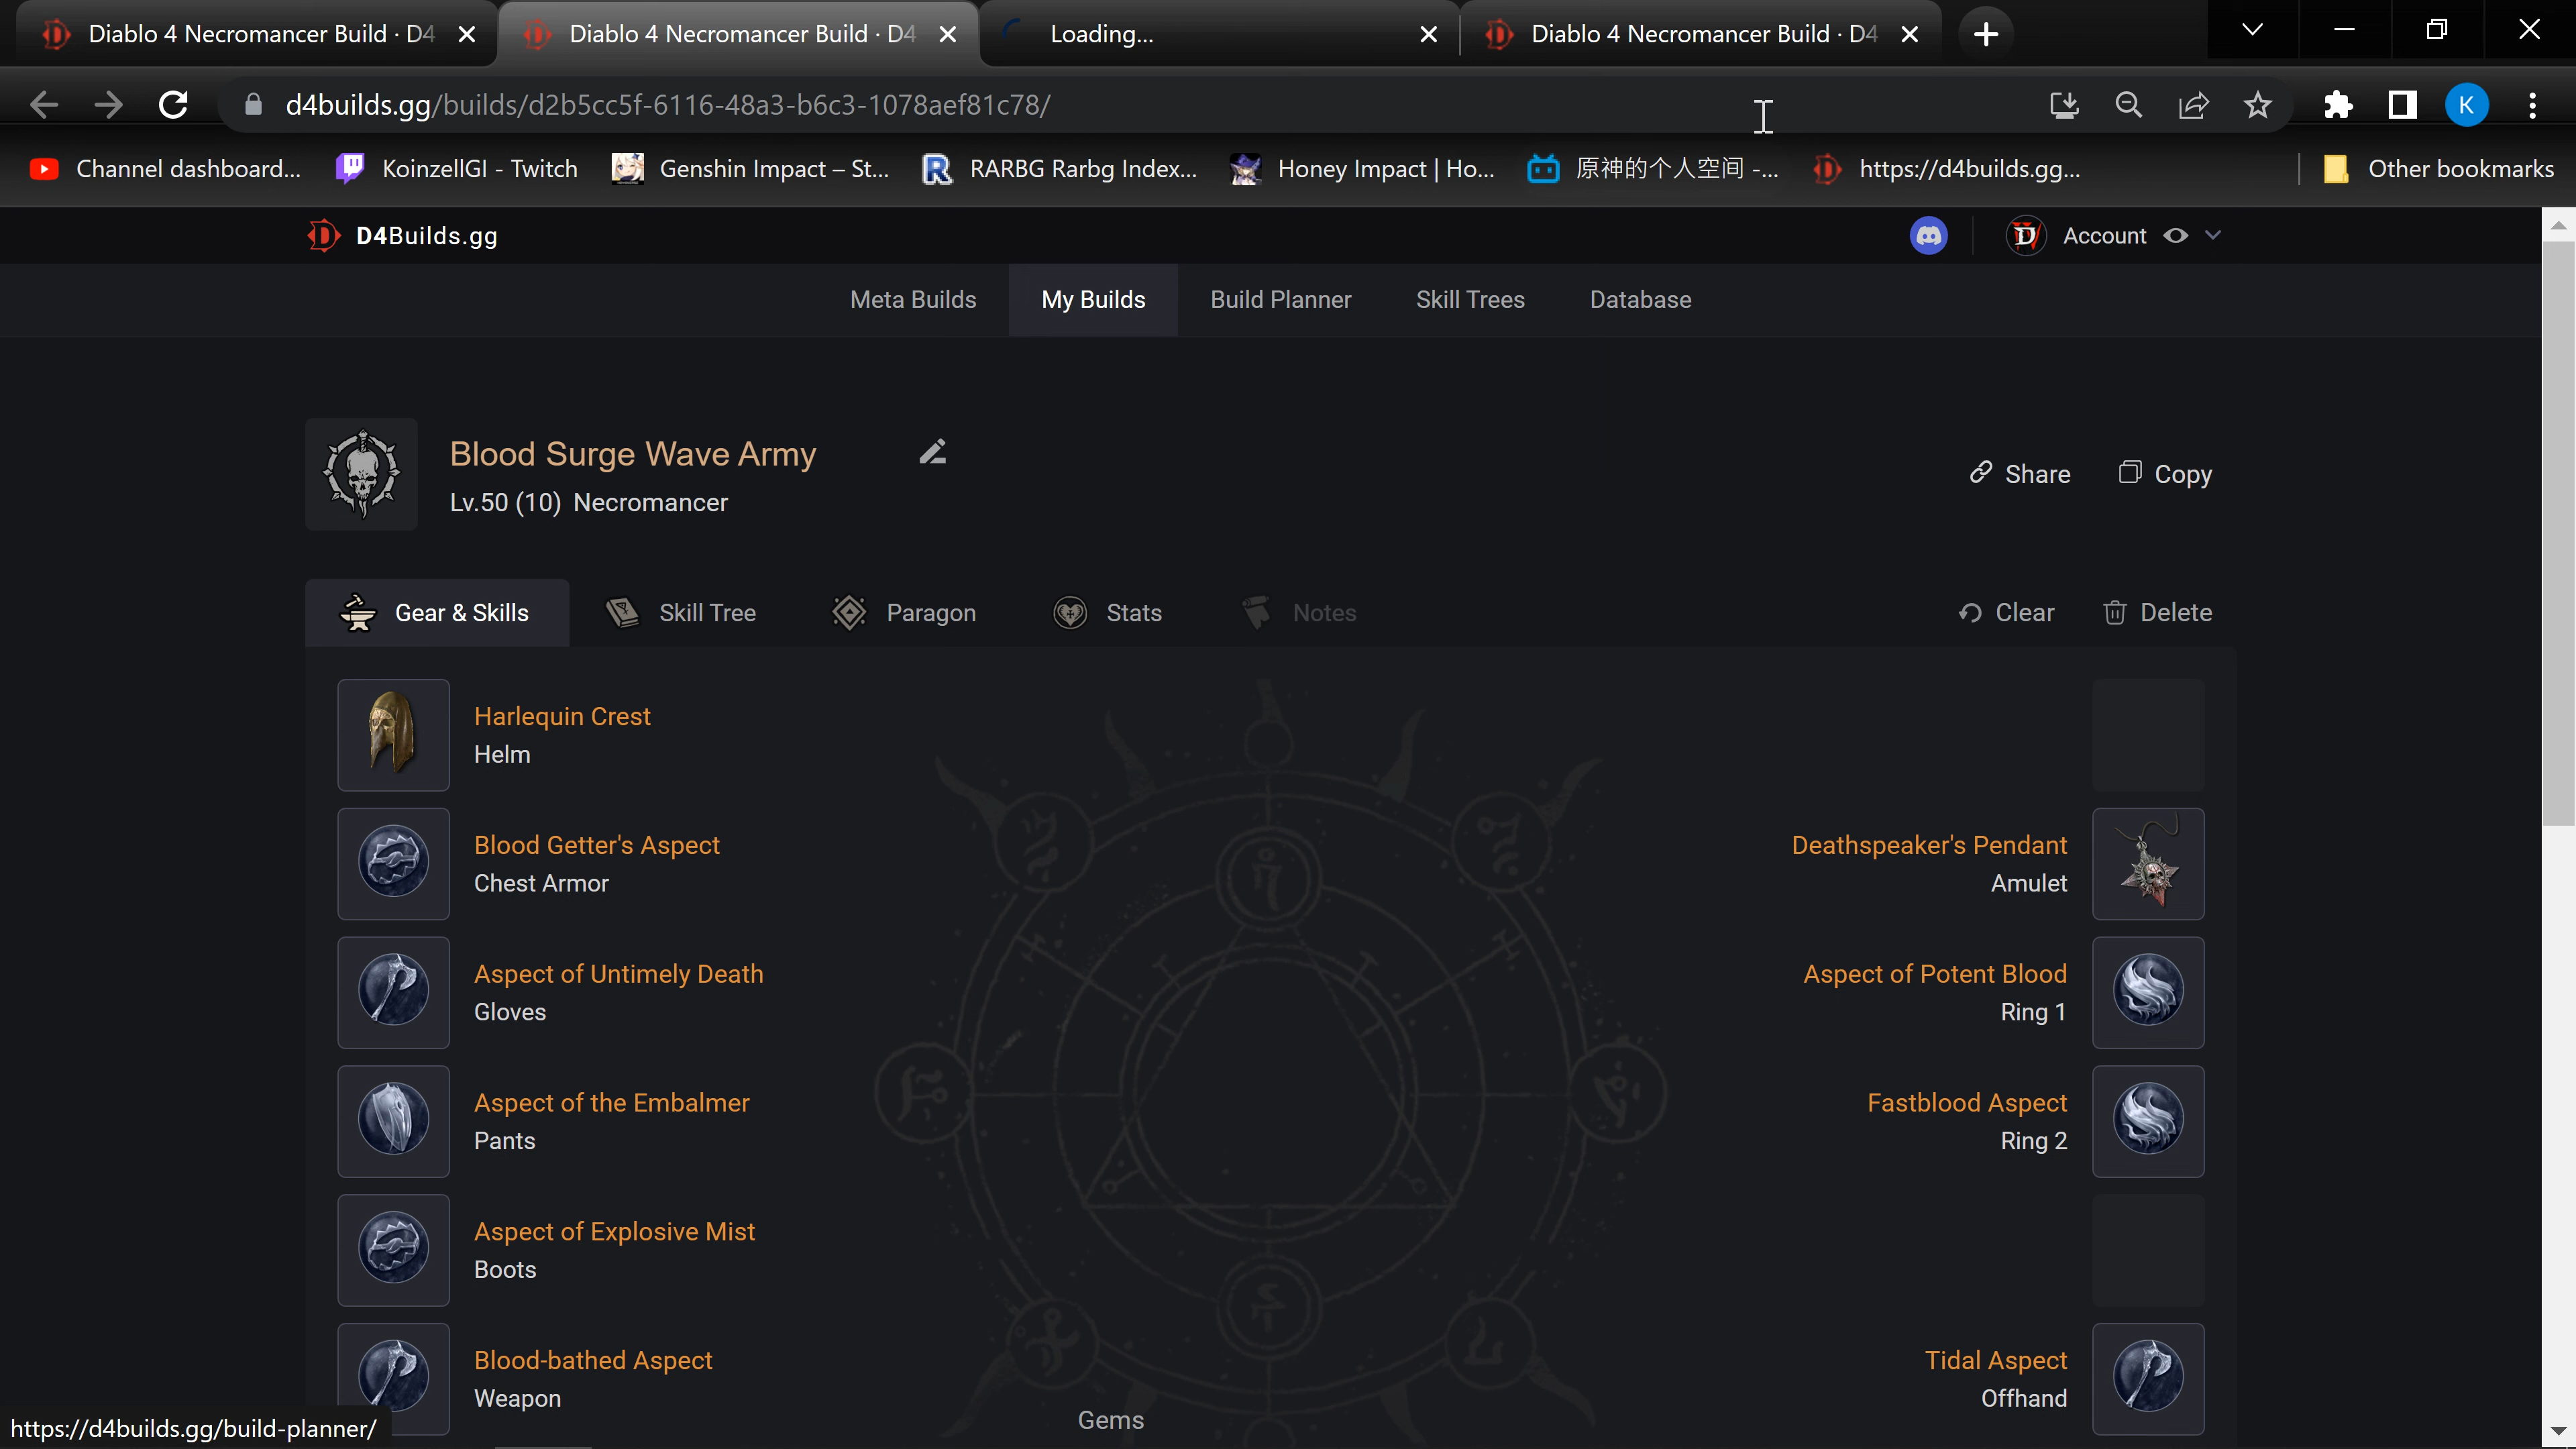 Diablo 4 Necromancer Build · D4
Diablo 4 Necromancer Build · D4
Loading...
Diablo 4 Necromancer Build · D4
d4builds.gg/builds/d2b5cc5f-6116-48a3-b6c3-1078aef81c78/
K
Channel dashboard...
KoinzellGI - Twitch
Genshin Impact – St...
RARBG Rarbg Index...
Honey Impact | Ho...
原神的个人空间 -...
https://d4builds.gg...
Other bookmarks
D4Builds.gg
Account
Meta Builds
My Builds
Build Planner
Skill Trees
Database
Blood Surge Wave Army
Lv.50 (10) Necromancer
Share
Copy
Gear & Skills
Skill Tree
Paragon
Stats
Notes
Clear
Delete
Harlequin Crest
Helm
Blood Getter's Aspect
Chest Armor
Deathspeaker's Pendant
Amulet
Aspect of Untimely Death
Gloves
Aspect of Potent Blood
Ring 1
Aspect of the Embalmer
Pants
Fastblood Aspect
Ring 2
Aspect of Explosive Mist
Boots
Blood-bathed Aspect
Weapon
Tidal Aspect
Offhand
Gems
https://d4builds.gg/build-planner/